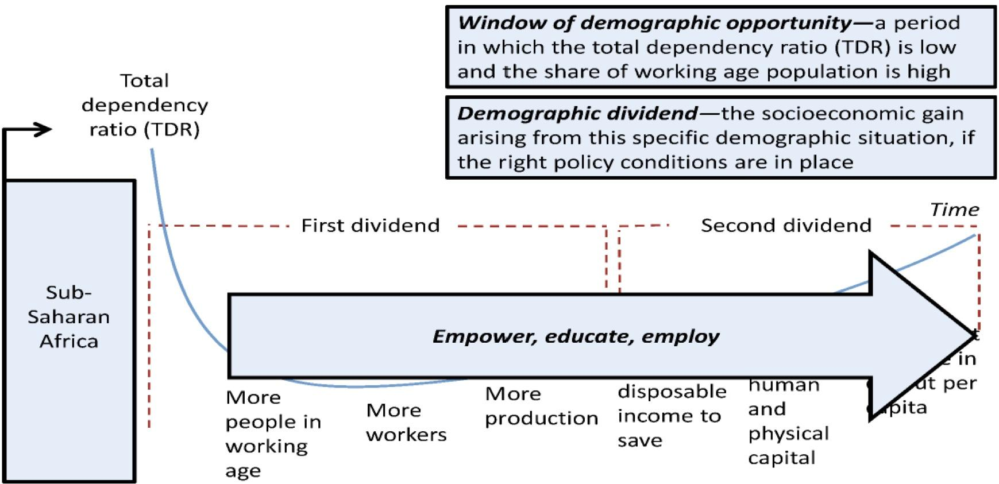 Window of demographic opportunity—a period
in which the total dependency ratio (TDR) is low
and the share of working age population is high
Demographic dividend—the socioeconomic gain
arising from this specific demographic situation, if
the right policy conditions are in place
Total
dependency
ratio (TDR)
Time
First dividend
Second dividend
Sub-
Saharan
Africa
Empower, educate, employ
More
people in
working
age
More
workers
More
production
disposable
income to
save
human
and
physical
capital
in
per